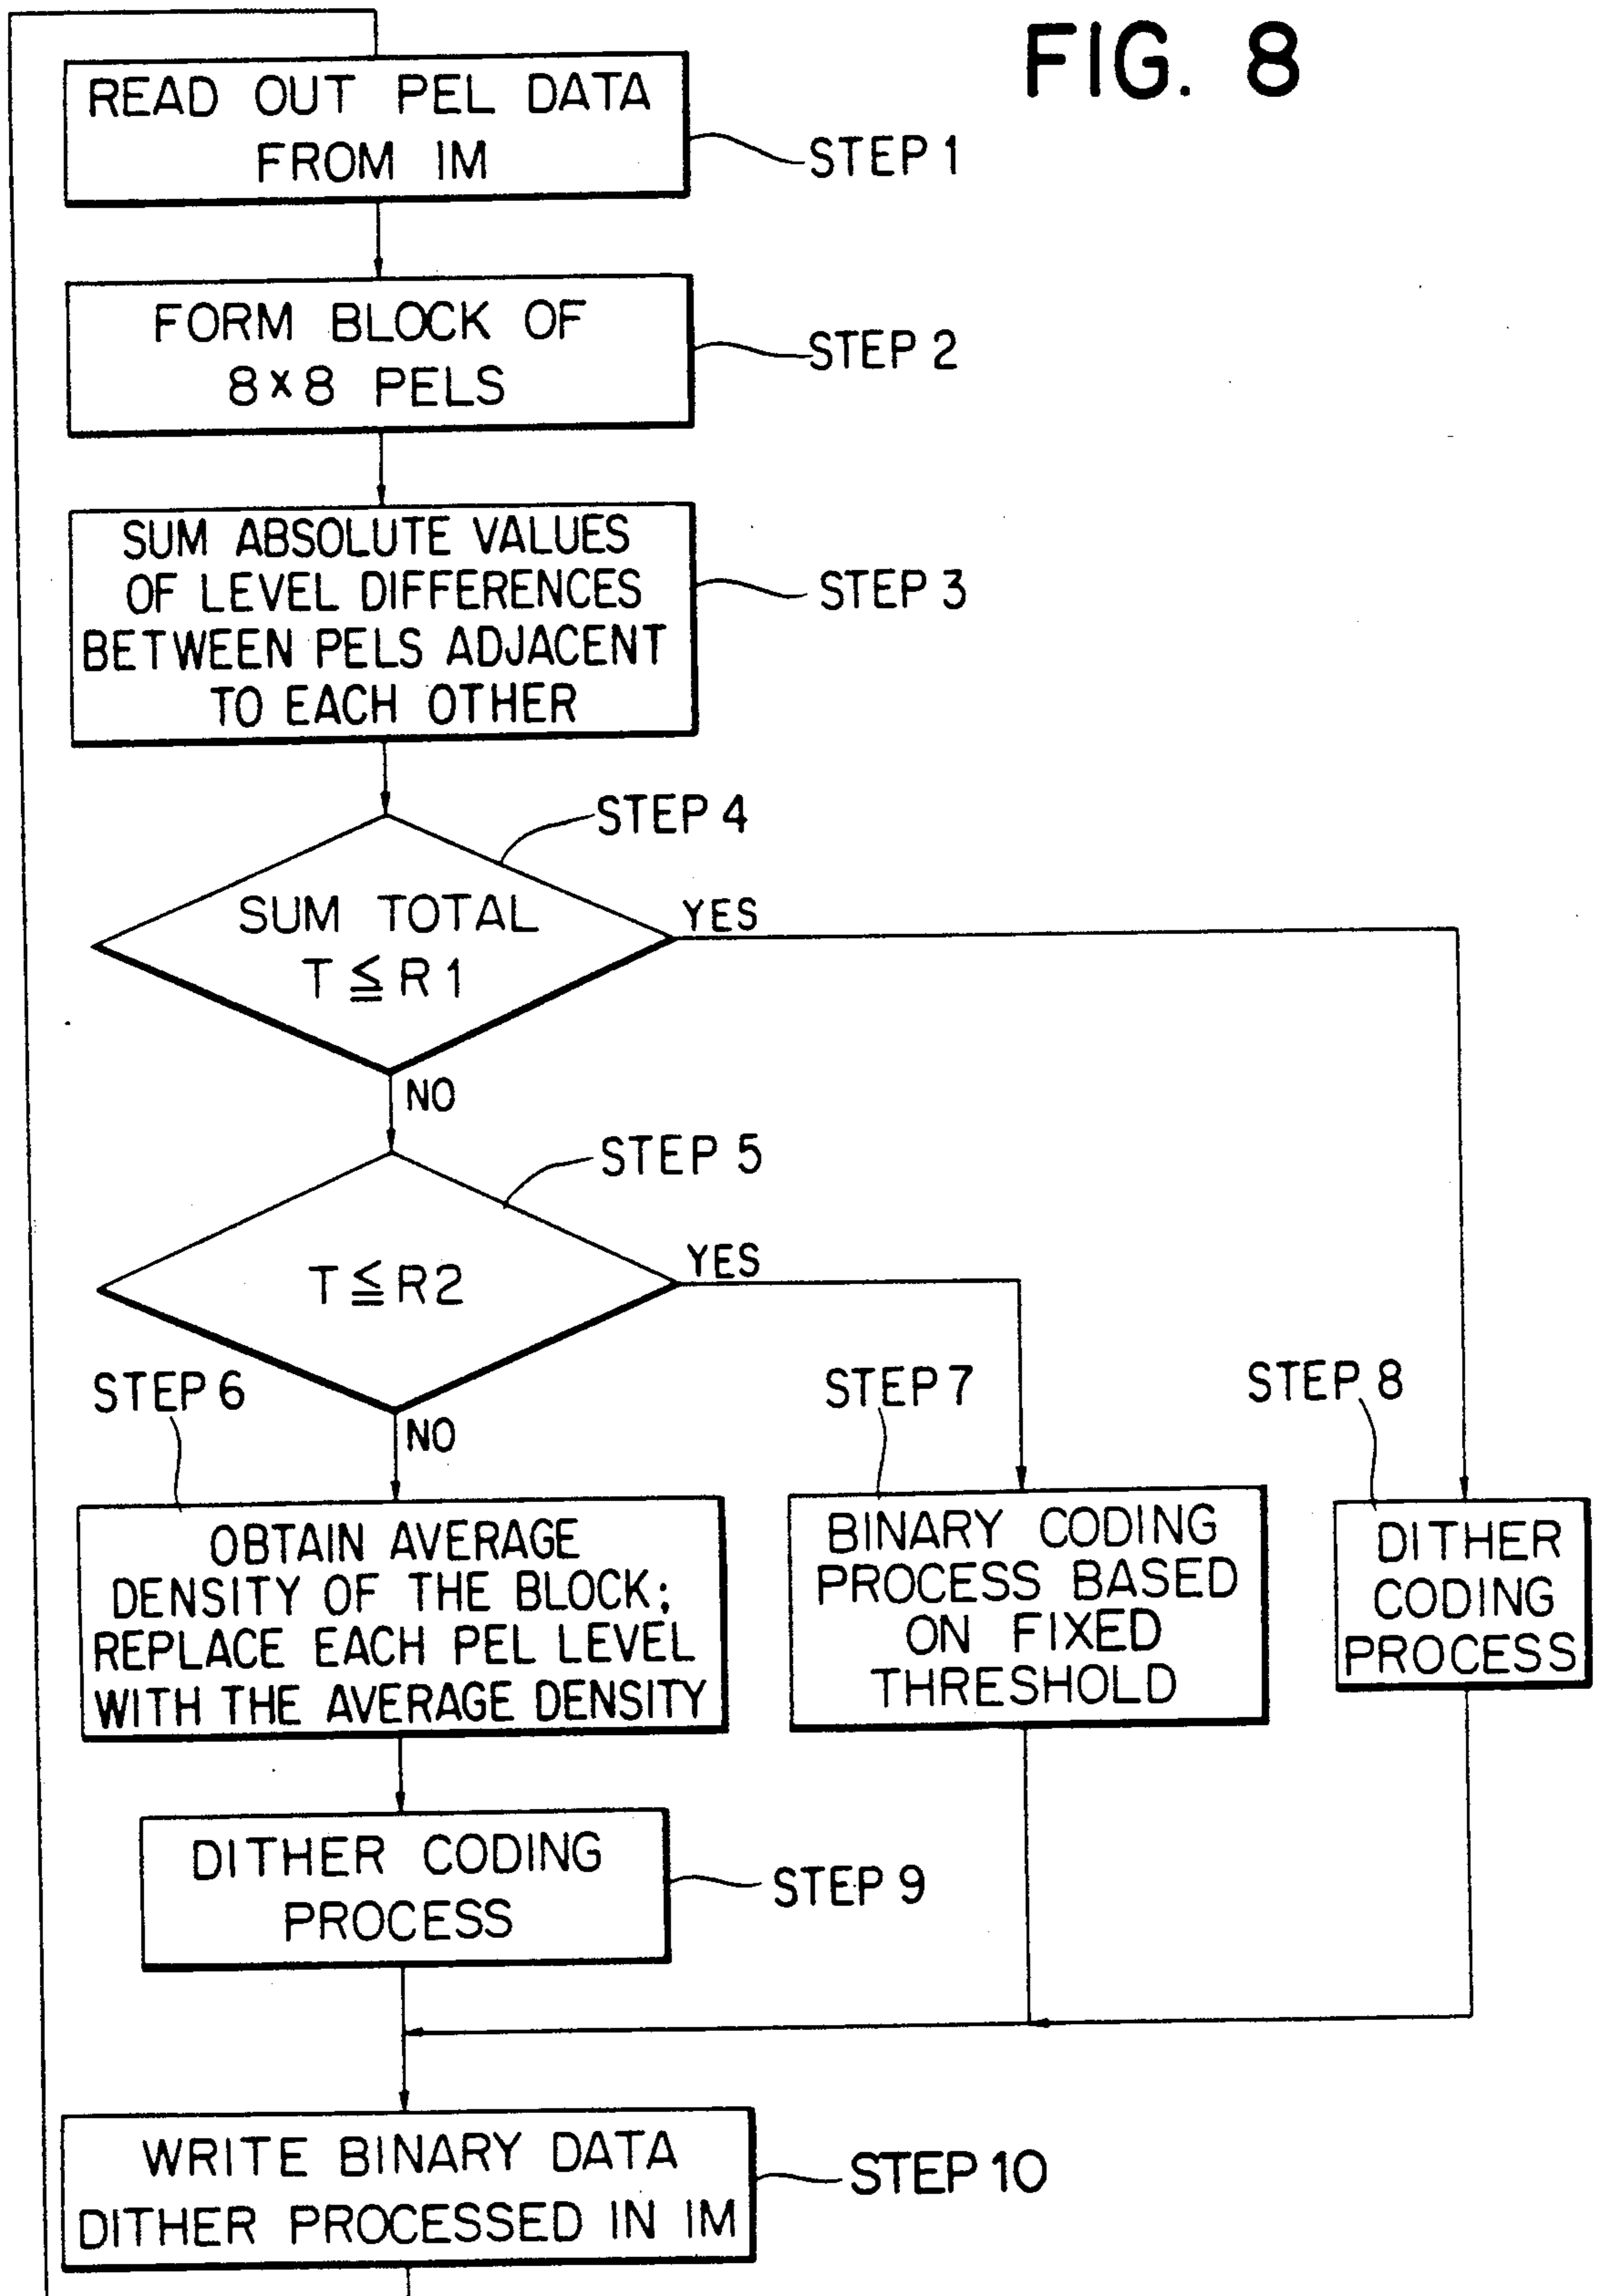 FIG. 8
READ OUT PEL DATA
FROM IM
STEP 1
FORM BLOCK OF
8×8 PELS
STEP 2
SUM ABSOLUTE VALUES
OF LEVEL DIFFERENCES
BETWEEN PELS ADJACENT
TO EACH OTHER
STEP 3
STEP 4
SUM TOTAL
T ≦ R1
YES
NO
STEP 5
T ≦ R2
YES
NO
STEP 6
OBTAIN AVERAGE
DENSITY OF THE BLOCK;
REPLACE EACH PEL LEVEL
WITH THE AVERAGE DENSITY
STEP 7
BINARY CODING
PROCESS BASED
ON FIXED
THRESHOLD
STEP 8
DITHER
CODING
PROCESS
DITHER CODING
PROCESS
STEP 9
WRITE BINARY DATA
DITHER PROCESSED IN IM
STEP 10